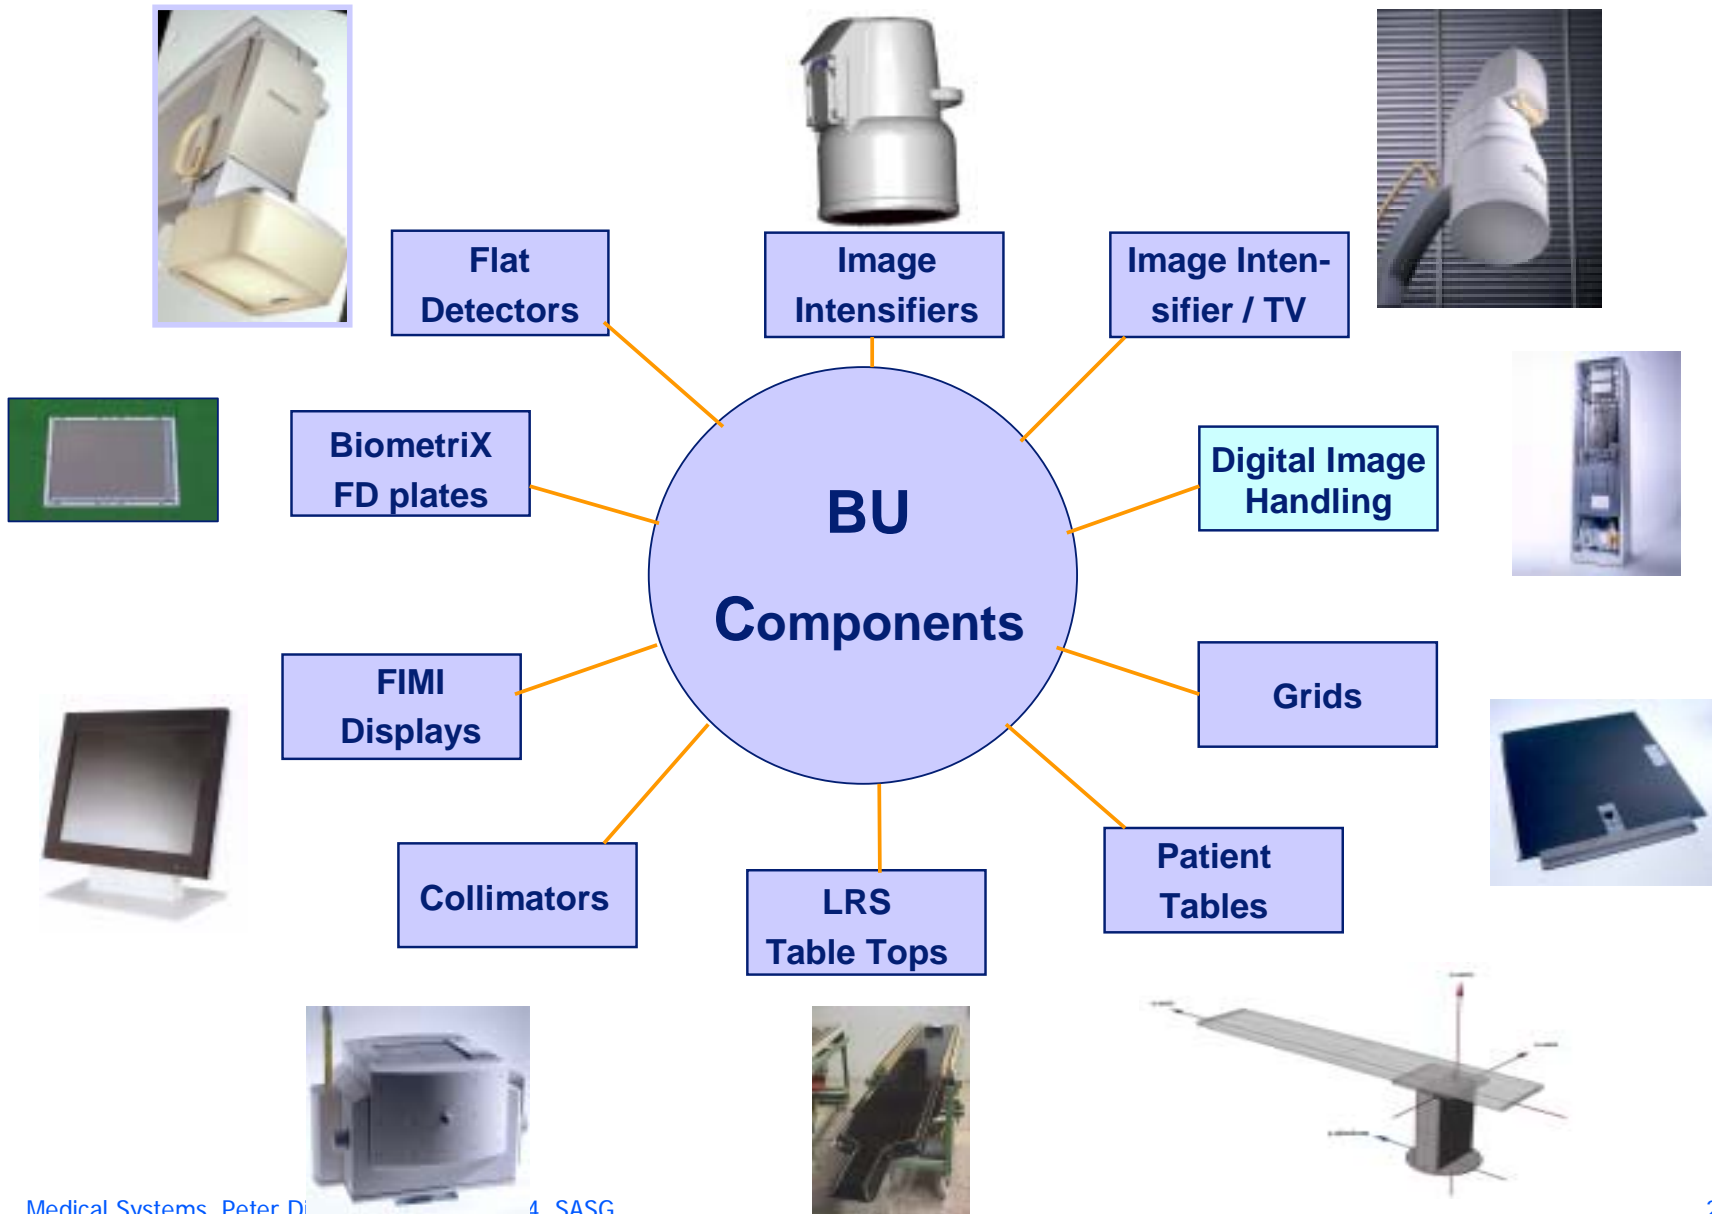 Flat
Detectors
Image
Intensifiers
Image Inten-
sifier / TV
BiometriX
FD plates
Digital Image
Handling
BU
Components
FIMI
Displays
Grids
Collimators
LRS
Table Tops
Patient
Tables
Medical Systems, Peter
4, SASG